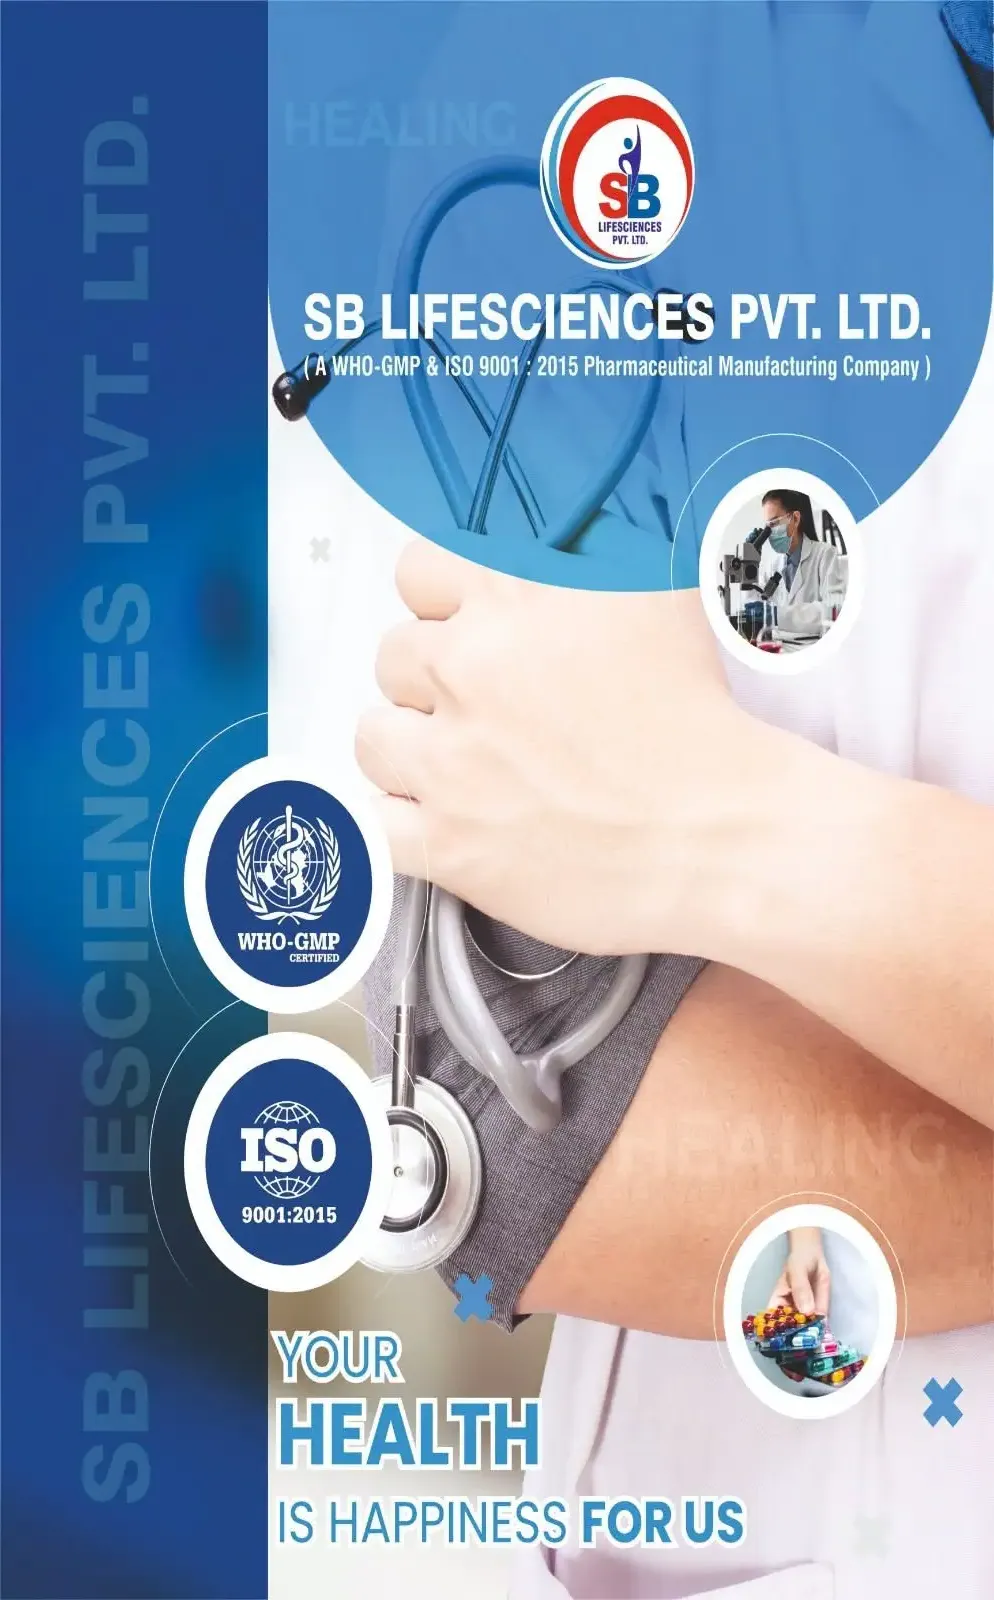 SB LIFESCIENCES PVT. LTD.
HEALING
SB
LIFESCIENCES
PVT. LTD.
SB LIFESCIENCES PVT. LTD.
( A WHO-GMP & ISO 9001 : 2015 Pharmaceutical Manufacturing Company )
WHO-GMP
CERTIFIED
ISO
9001:2015
HEALING
YOUR
HEALTH
IS HAPPINESS FOR US